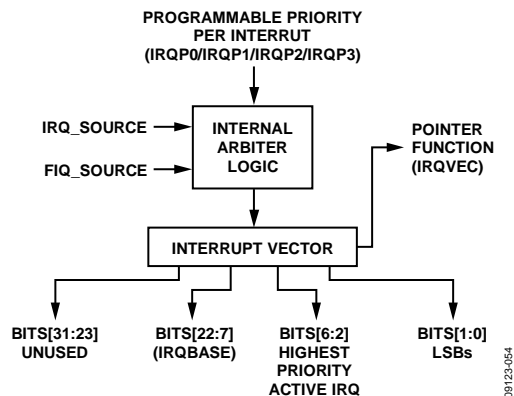 PROGRAMMABLE PRIORITY
PER INTERRUT
(IRQP0/IRQP1/IRQP2/IRQP3)
IRQ_SOURCE
FIQ_SOURCE
INTERNAL
ARBITER
LOGIC
POINTER
FUNCTION
(IRQVEC)
INTERRUPT VECTOR
BITS[31:23]
UNUSED
BITS[22:7]
(IRQBASE)
BITS[6:2]
HIGHEST
PRIORITY
ACTIVE IRQ
BITS[1:0]
LSBs
09123-054